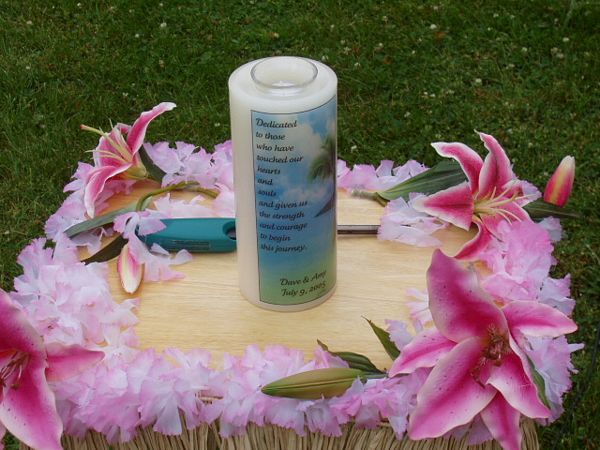 Dedicated
to those
who have
touched our
hearts
and
souls
and given us
the strength
and courage
to begin
this journey.
Dave & Amy
July 9, 2005